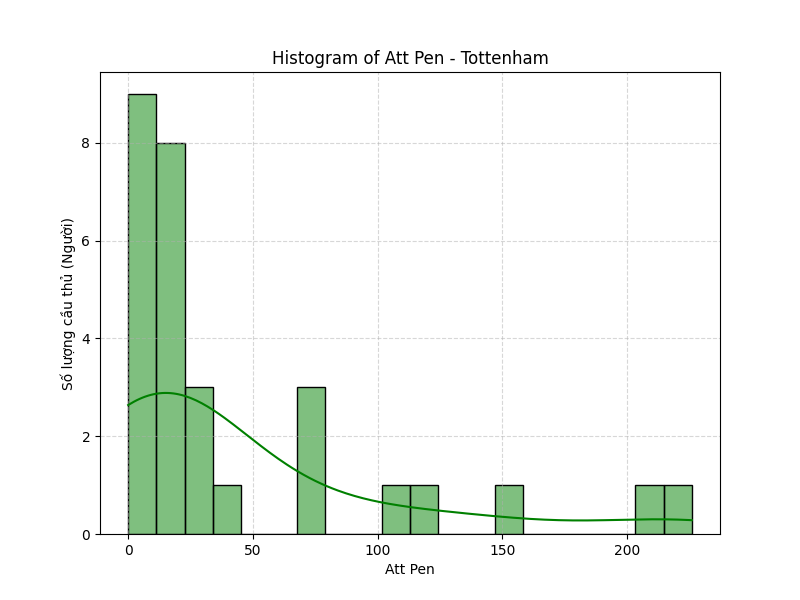 Histogram of Att Pen - Tottenham
Số lượng cầu thủ (Người)
8
6
4
2
0
0 50 100 150 200
Att Pen